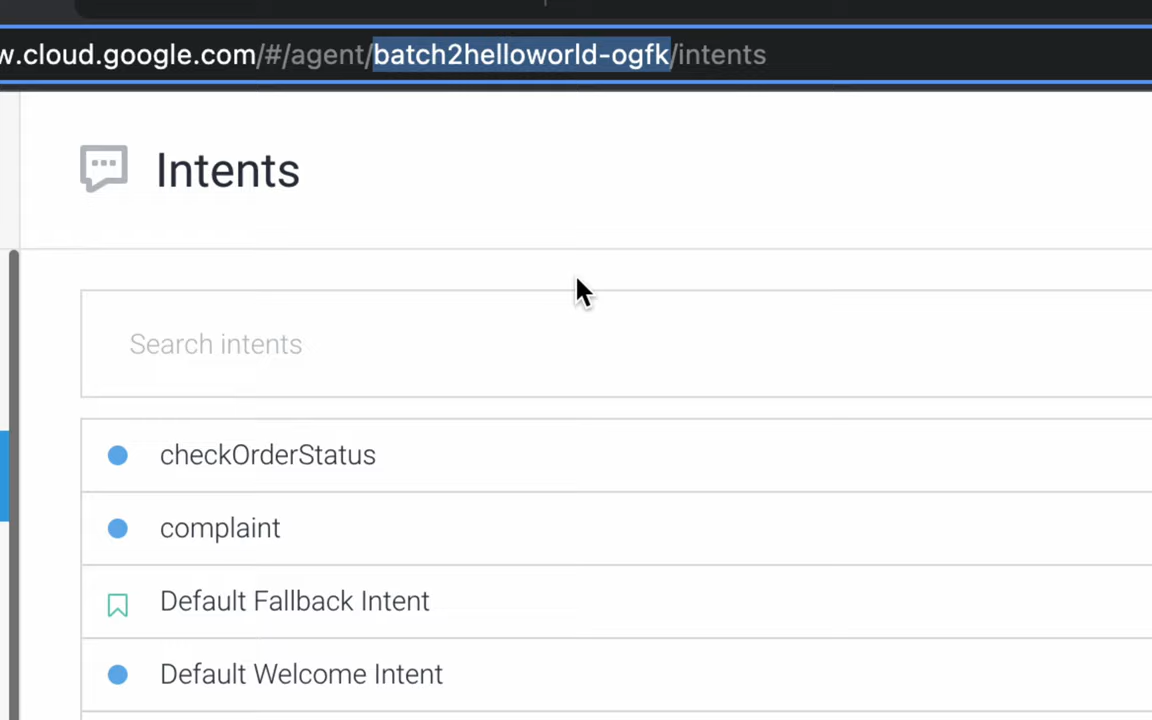 w.cloud.google.com/#/agent/batch2helloworld-ogfk/intents
Intents
Search intents
checkOrderStatus
complaint
Default Fallback Intent
Default Welcome Intent